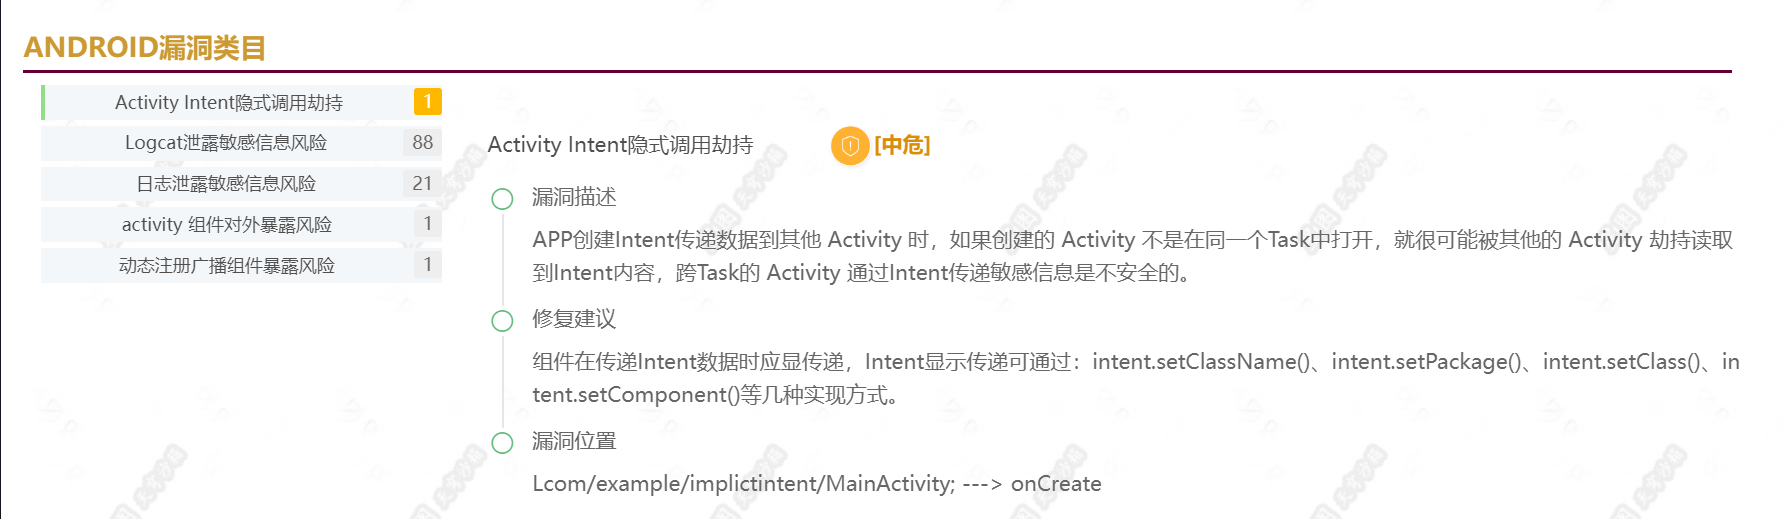 ANDROID漏洞类目
Activity Intent隐式调用劫持 1
Logcat泄露敏感信息风险 88
日志泄露敏感信息风险 21
activity 组件对外暴露风险 1
动态注册广播组件暴露风险 1
Activity Intent隐式调用劫持 [中危]
漏洞描述
APP创建Intent传递数据到其他 Activity 时，如果创建的 Activity 不是在同一个Task中打开，就很可能被其他的 Activity 劫持读取
到Intent内容，跨Task的 Activity 通过Intent传递敏感信息是不安全的。
修复建议
组件在传递Intent数据时应显传递，Intent显示传递可通过：intent.setClassName()、intent.setPackage()、intent.setClass()、in
tent.setComponent()等几种实现方式。
漏洞位置
Lcom/example/implictintent/MainActivity; ---> onCreate